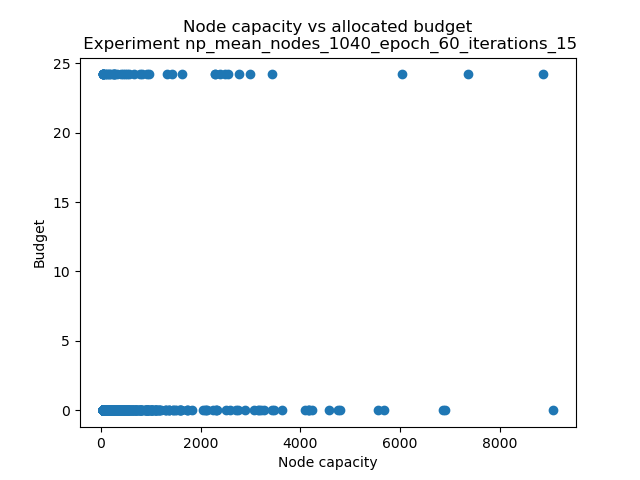 Node capacity vs allocated budget
Experiment np_mean_nodes_1040_epoch_60_iterations_15
25
20
15
10
5
0
Budget
0 2000 4000 6000 8000
Node capacity